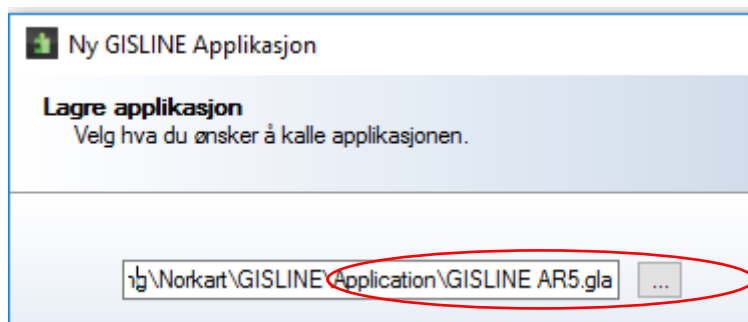 Ny GISLINE Applikasjon
Lagre applikasjon
Velg hva du ønsker å kalle applikasjonen.
\Norkart\GISLINE\Application\GISLINE AR5.gla ...